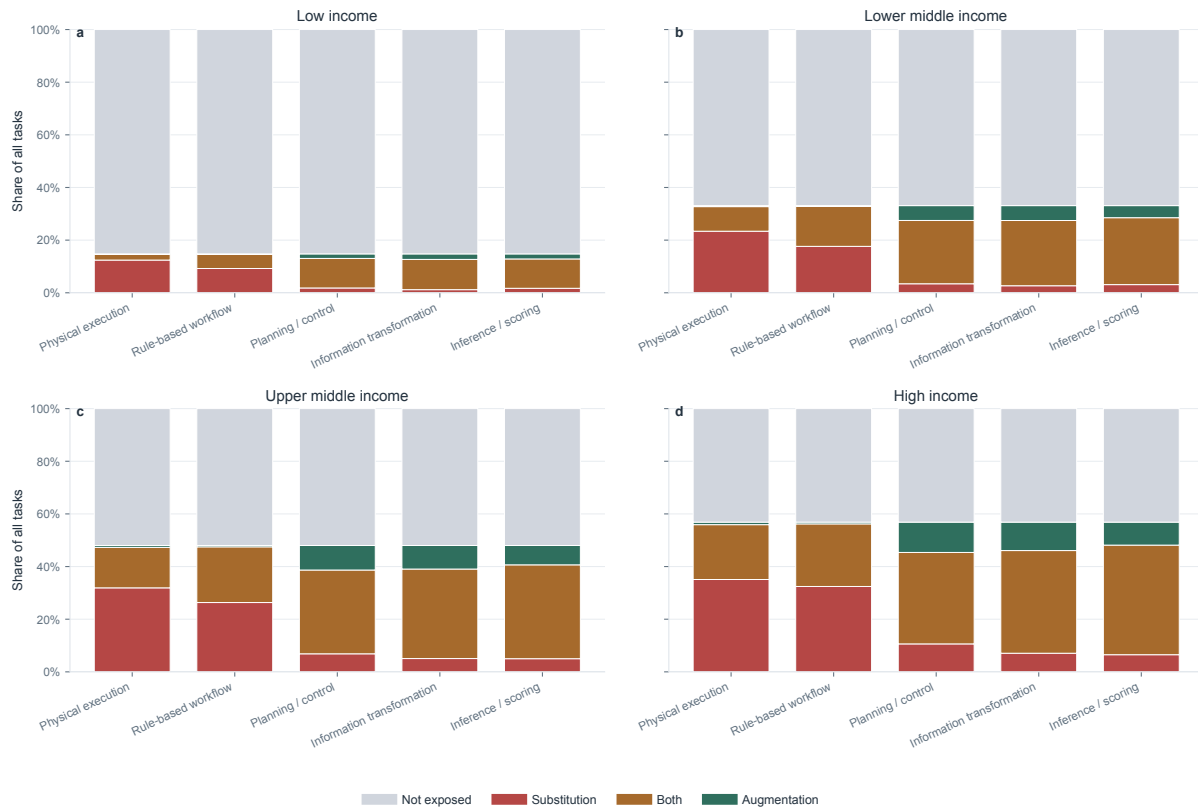 Low income
Lower middle income
a
b
Share of all tasks
100%
80%
60%
40%
20%
0%
Physical execution
Rule-based workflow
Planning / control
Information transformation
Inference / scoring
Physical execution
Rule-based workflow
Planning / control
Information transformation
Inference / scoring
Upper middle income
High income
c
d
Share of all tasks
100%
80%
60%
40%
20%
0%
Physical execution
Rule-based workflow
Planning / control
Information transformation
Inference / scoring
Physical execution
Rule-based workflow
Planning / control
Information transformation
Inference / scoring
Not exposed Substitution Both Augmentation